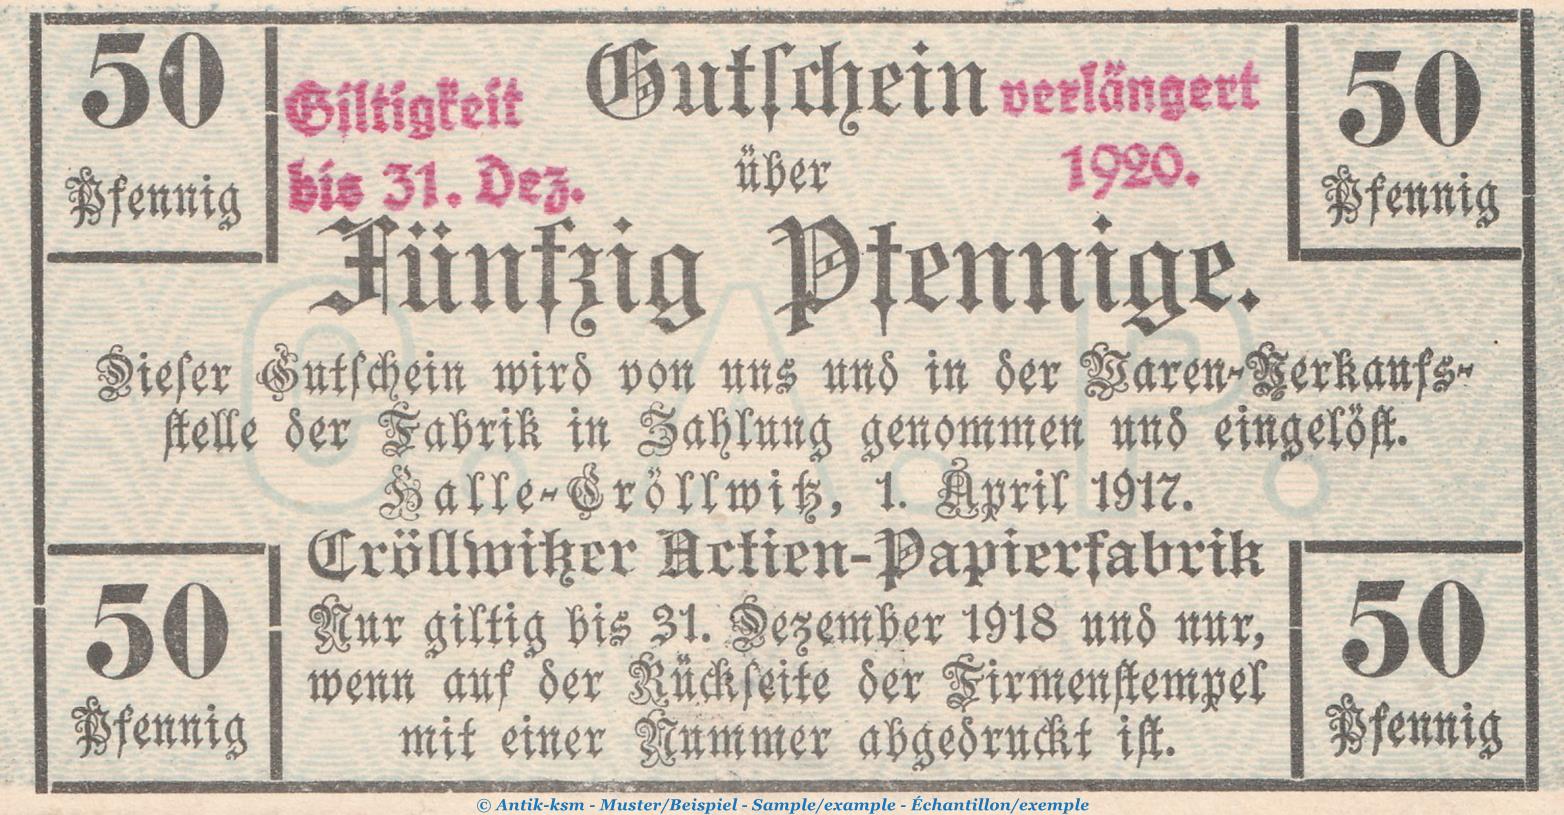 50 Pfennig
50 Pfennig
Gutschein
über
Giltigkeit verlängert
bis 31. Dez. 1920.
Fünfzig Pfennige.
Dieser Gutschein wird von uns und in der Waren-Verkaufs-
stelle der Fabrik in Zahlung genommen und eingelöst.
Halle-Cröllwitz, 1. April 1917.
Cröllwitzer Actien-Papierfabrik
Nur giltig bis 31. Dezember 1918 und nur,
wenn auf der Rückseite der Firmenstempel
mit einer Nummer abgedruckt ist.
50 Pfennig
50 Pfennig
C. A. P.
© Antik-ksm - Muster/Beispiel - Sample/example - Échantillon/exemple